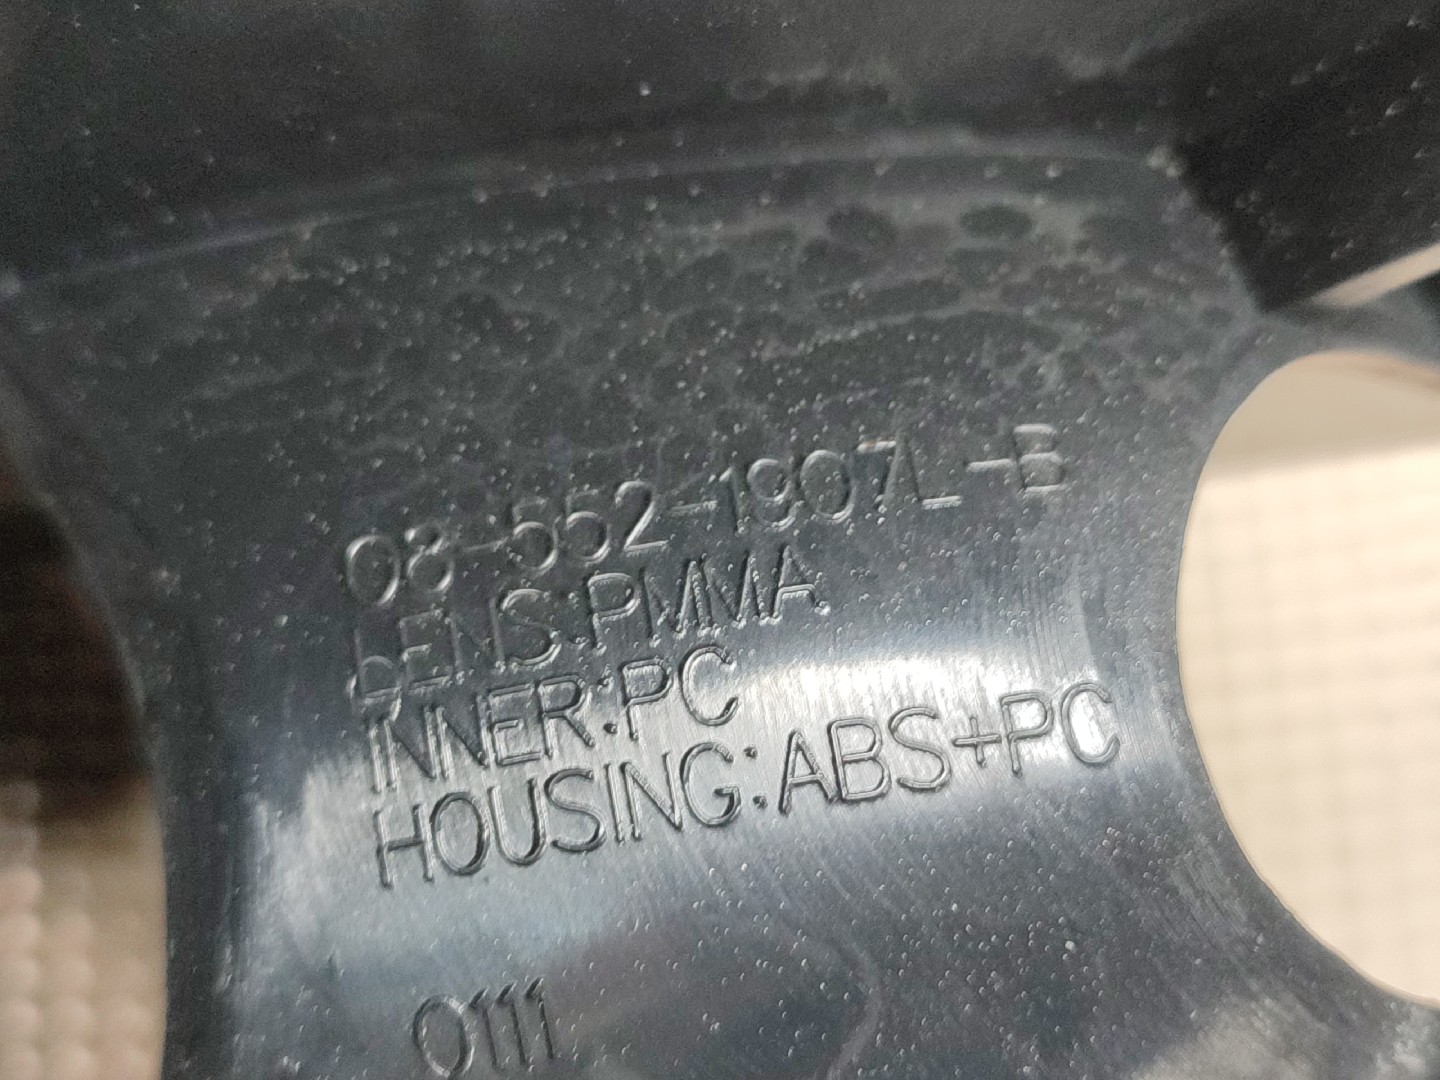 08-552-1907L-B
LENS:PMMA
INNER:PC
HOUSING:ABS+PC
0111